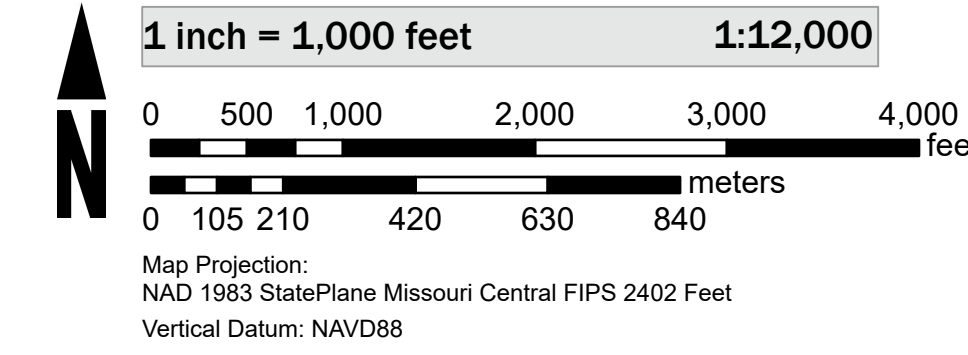 1 inch = 1,000 feet 1:12,000
0 500 1,000 2,000 3,000 4,000
fee
meters
0 105 210 420 630 840
N
Map Projection:
NAD 1983 StatePlane Missouri Central FIPS 2402 Feet
Vertical Datum: NAVD88